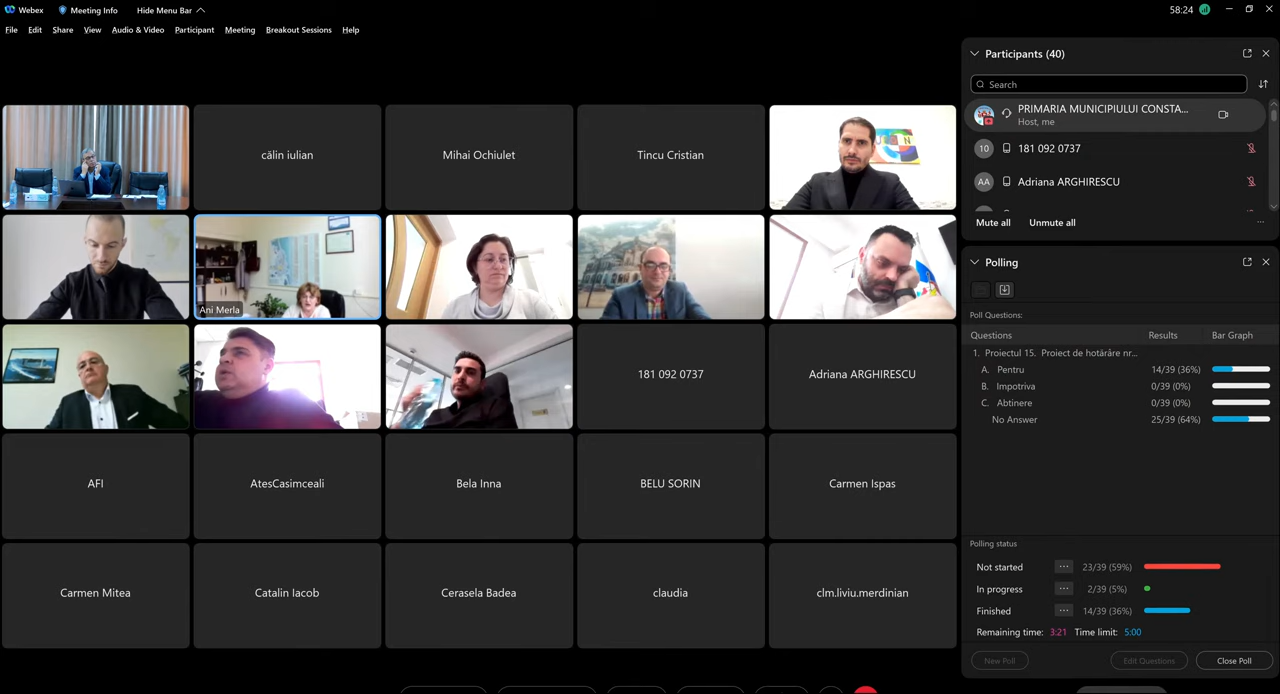 Webex
Meeting Info
Hide Menu Bar
58:24
File Edit Share View Audio & Video Participant Meeting Breakout Sessions Help
Participants (40)
Search
PRIMARIA MUNICIPIULUI CONSTA...
Host, me
10 181 092 0737
AA Adriana ARGHIRESCU
Mute all Unmute all
călin iulian
Mihai Ochiulet
Tincu Cristian
Ani Merla
181 092 0737
Adriana ARGHIRESCU
AFI
AtesCasimceali
Bela Inna
BELU SORIN
Carmen Ispas
Carmen Mitea
Catalin Iacob
Cerasela Badea
claudia
clm.liviu.merdinian
Polling
Poll Questions:
Questions Results Bar Graph
1. Proiectul 15. Proiect de hotărâre nr...
A. Pentru 14/39 (36%)
B. Impotriva 0/39 (0%)
C. Abtinere 0/39 (0%)
No Answer 25/39 (64%)
Polling status
Not started 23/39 (59%)
In progress 2/39 (5%)
Finished 14/39 (36%)
Remaining time: 3:21 Time limit: 5:00
New Poll Edit Questions Close Poll